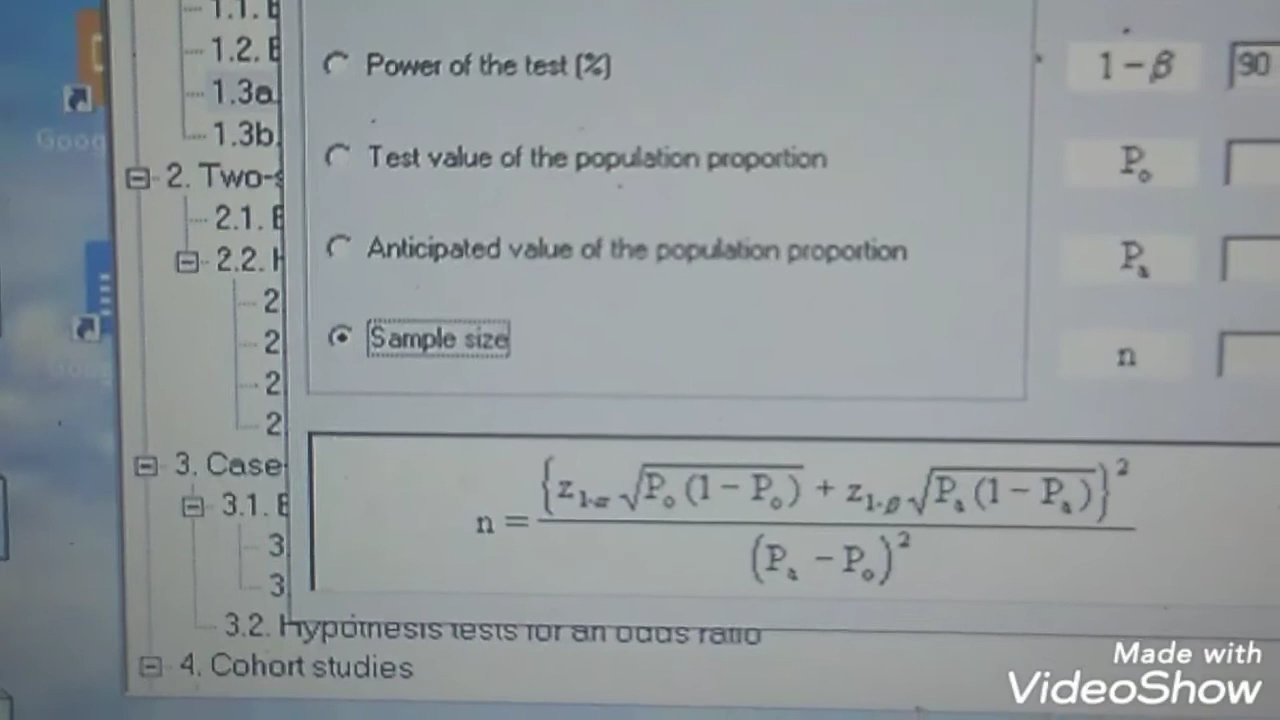 1.1. E
1.2. E
1.3a.
1.3b.
2. Two-s
2.1. E
2.2. H
2
2
2
2
3. Case-
3.1. E
3
3
3.2. Hypothesis tests for an odds ratio
4. Cohort studies
Goog
Power of the test (%)
1-β
90
Test value of the population proportion
P₀
Anticipated value of the population proportion
Pₐ
Sample size
n
n = {z₁₋α √P₀(1-P₀) + z₁₋β √Pₐ(1-Pₐ)}² / (Pₐ-P₀)²
Made with
VideoShow